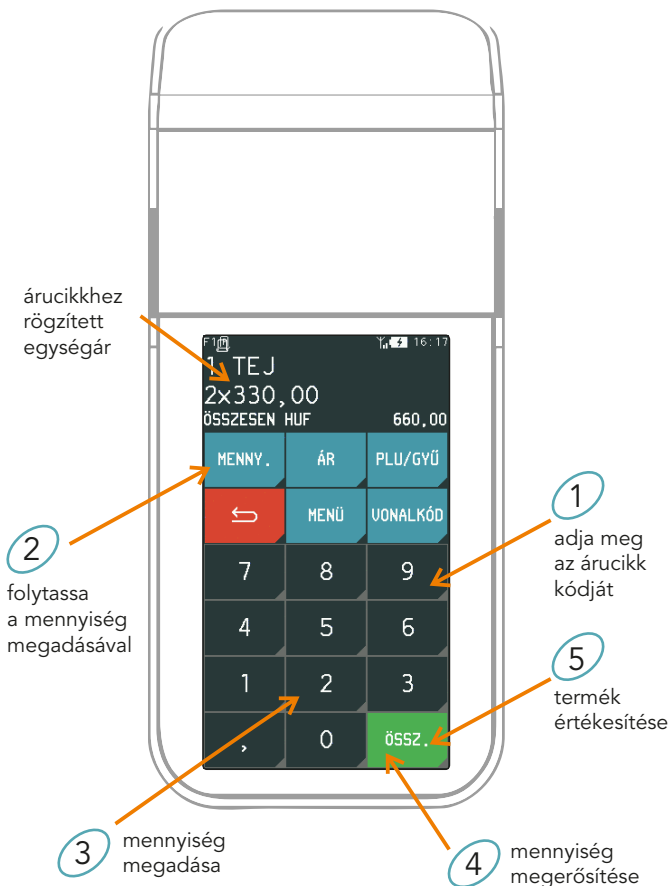 árucikkhez
rögzített
egységár
F1 16:17
1 TEJ
2x330,00
ÖSSZESEN HUF 660,00
MENNY. ÁR PLU/GYŰ
MENÜ VONALKÓD
7 8 9
4 5 6
1 2 3
, 0 ÖSSZ.
1
adja meg
az árucikk
kódját
2
folytassa
a mennyiség
megadásával
5
termék
értékesítése
3
mennyiség
megadása
4
mennyiség
megerősítése